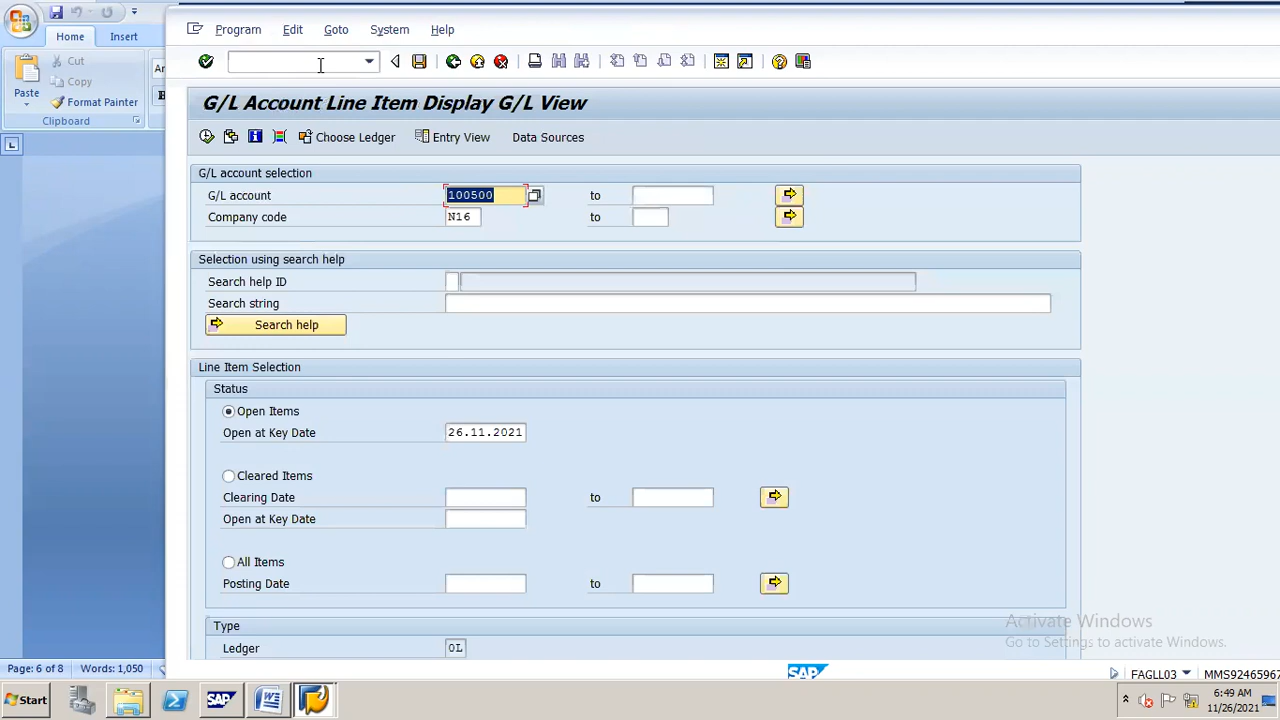 Program Edit Goto System Help
Home Insert
Cut
Copy
Paste
Format Painter
Clipboard
G/L Account Line Item Display G/L View
Choose Ledger Entry View Data Sources
G/L account selection
G/L account 100500 to
Company code N16 to
Selection using search help
Search help ID
Search string
Search help
Line Item Selection
Status
Open Items
Open at Key Date 26.11.2021
Cleared Items
Clearing Date to
Open at Key Date
All Items
Posting Date to
Type
Ledger 0L
Activate Windows
Go to Settings to activate Windows.
Page: 6 of 8 Words: 1,050
SAP
FAGLL03 MMS92465967
Start
SAP
6:49 AM
11/26/2021